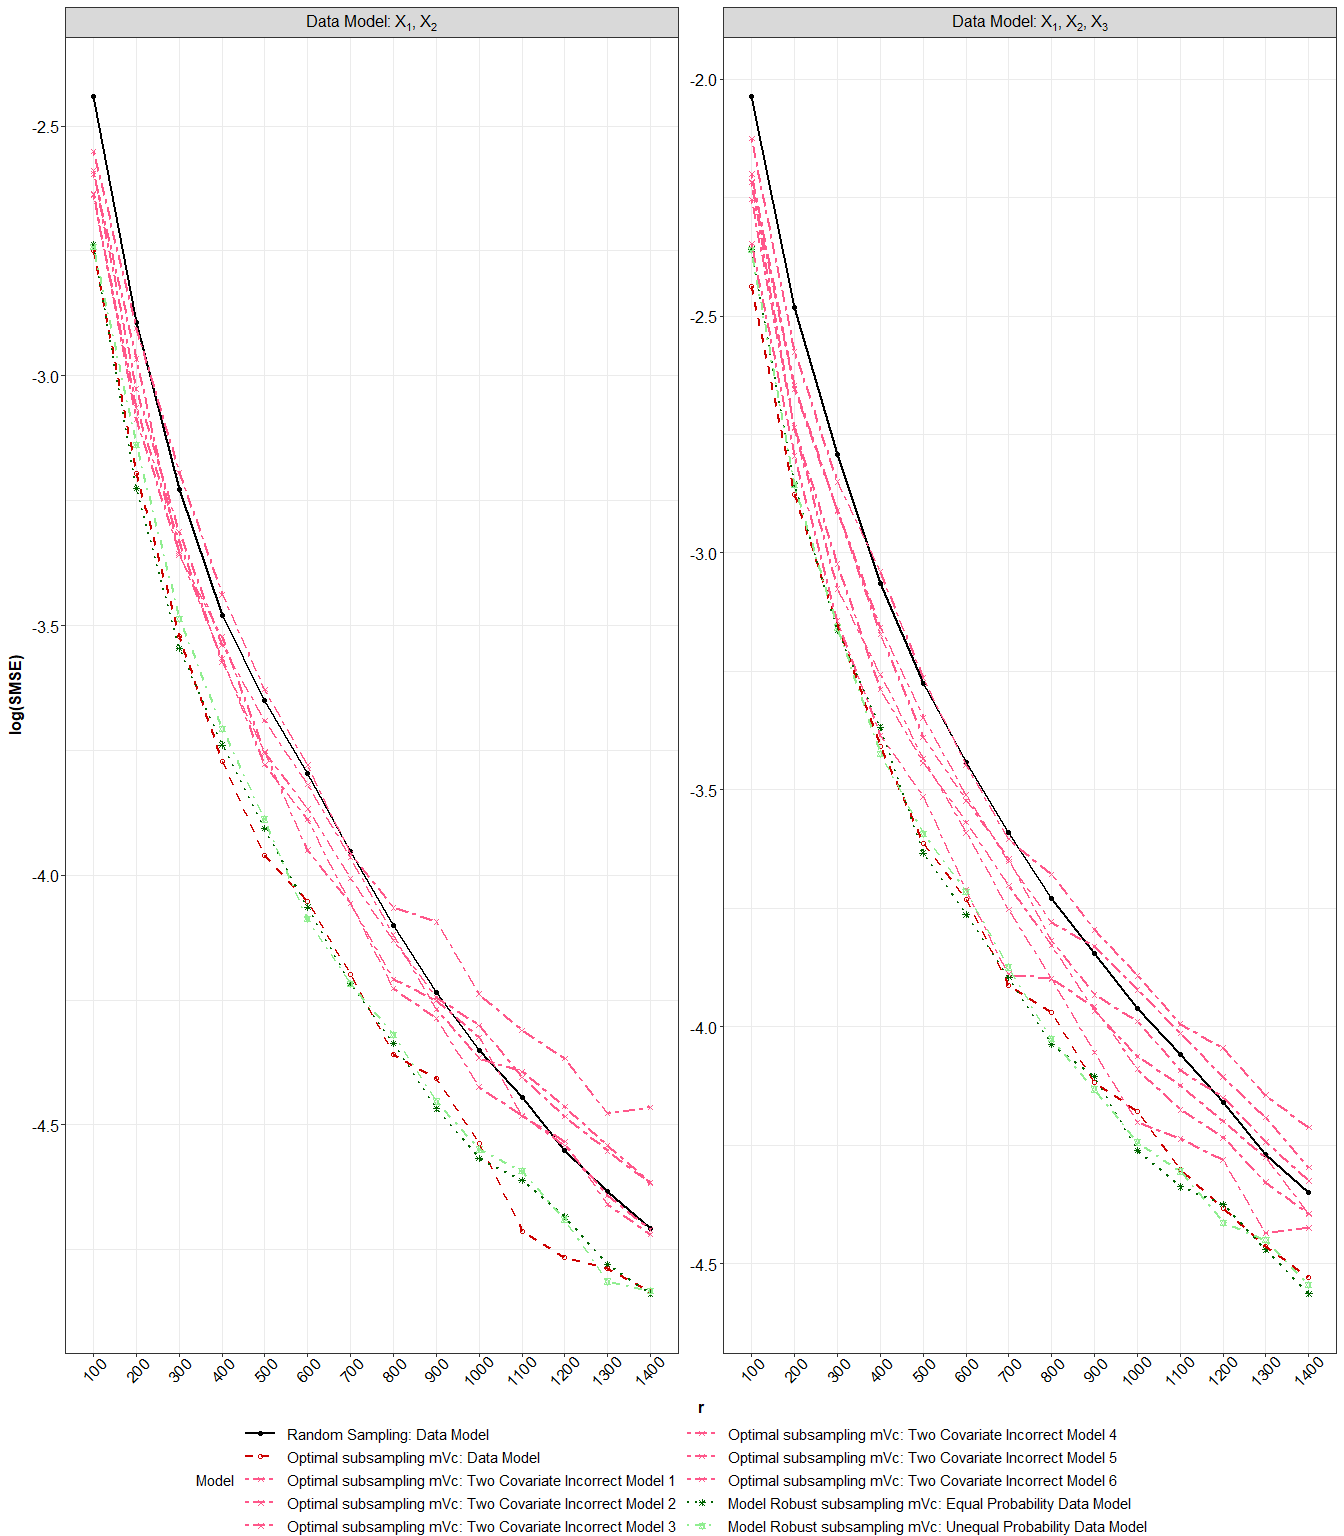 Data Model: X1, X2
Data Model: X1, X2, X3
log(SMSE)
-2.5
-3.0
-3.5
-4.0
-4.5
100 200 300 400 500 600 700 800 900 1000 1100 1200 1300 1400
-2.0
-2.5
-3.0
-3.5
-4.0
-4.5
100 200 300 400 500 600 700 800 900 1000 1100 1200 1300 1400
r
Model
Random Sampling: Data Model
Optimal subsampling mVc: Data Model
Optimal subsampling mVc: Two Covariate Incorrect Model 1
Optimal subsampling mVc: Two Covariate Incorrect Model 2
Optimal subsampling mVc: Two Covariate Incorrect Model 3
Optimal subsampling mVc: Two Covariate Incorrect Model 4
Optimal subsampling mVc: Two Covariate Incorrect Model 5
Optimal subsampling mVc: Two Covariate Incorrect Model 6
Model Robust subsampling mVc: Equal Probability Data Model
Model Robust subsampling mVc: Unequal Probability Data Model